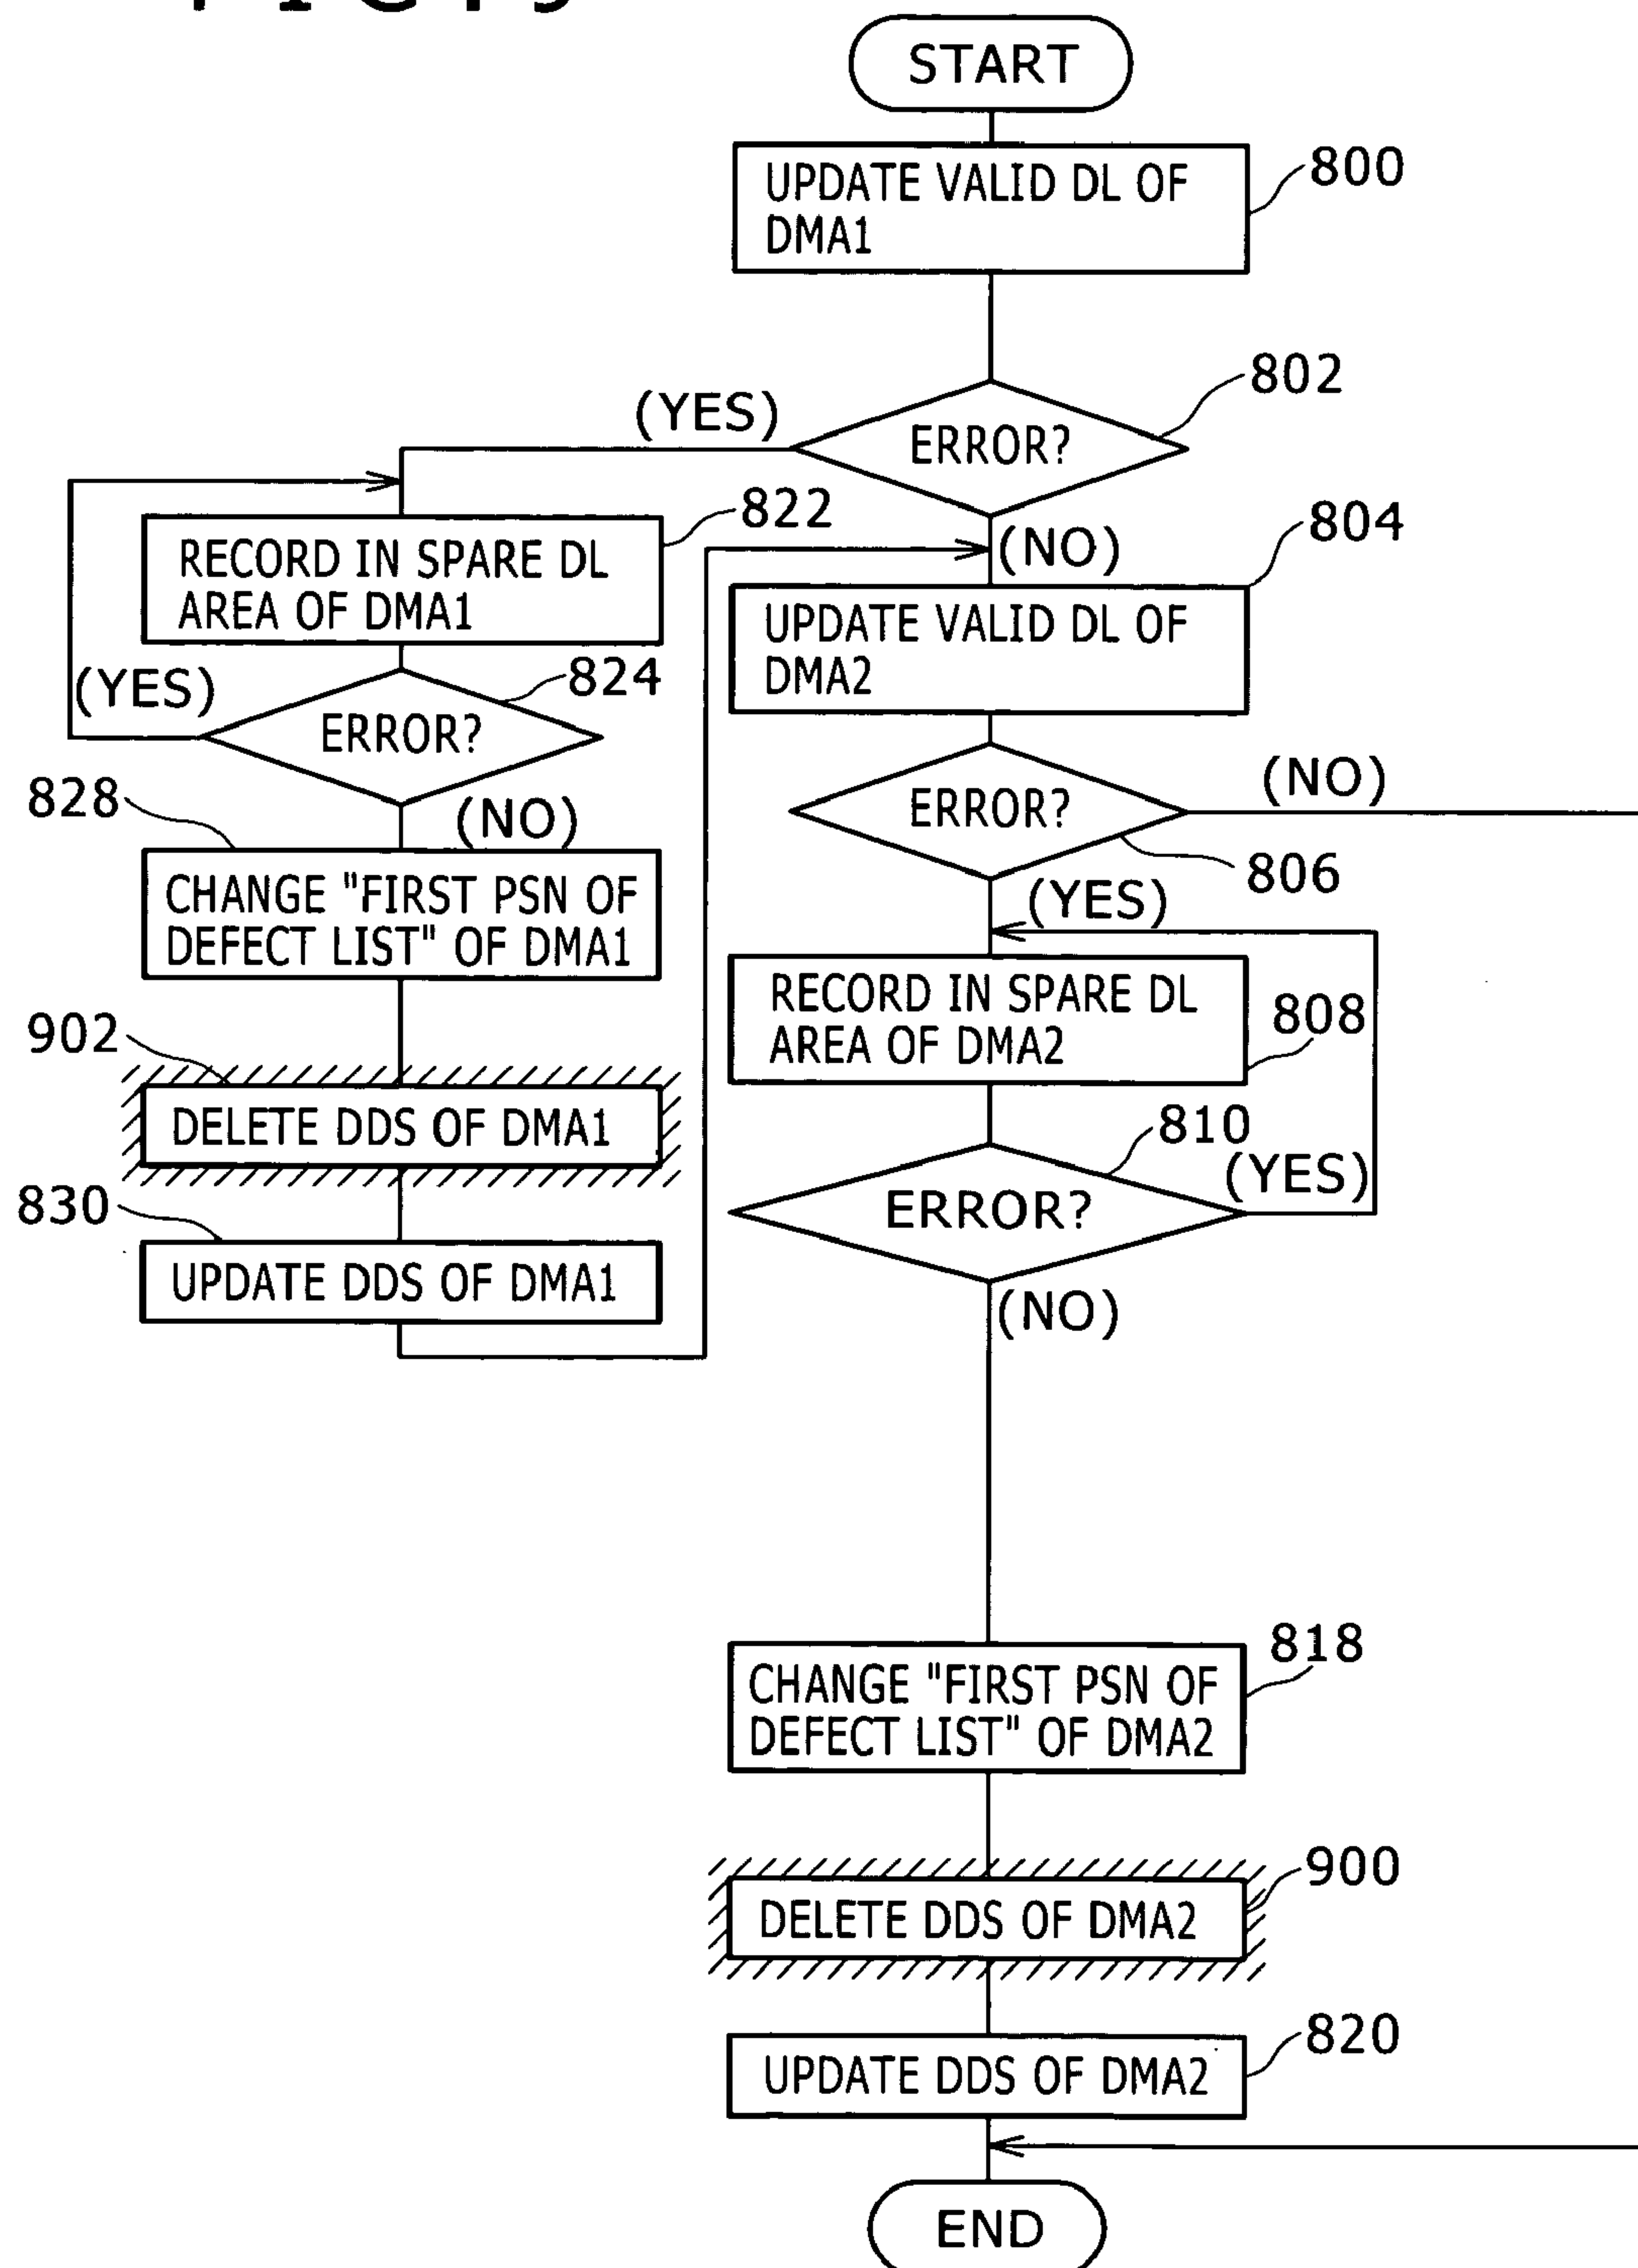 START
UPDATE VALID DL OF
DMA1
800
802
(YES)
ERROR?
822
(NO)
804
RECORD IN SPARE DL
AREA OF DMA1
UPDATE VALID DL OF
DMA2
(YES)
824
ERROR?
828
(NO)
ERROR?
(NO)
806
CHANGE "FIRST PSN OF
DEFECT LIST" OF DMA1
(YES)
RECORD IN SPARE DL
AREA OF DMA2
808
902
DELETE DDS OF DMA1
810
(YES)
ERROR?
830
UPDATE DDS OF DMA1
(NO)
818
CHANGE "FIRST PSN OF
DEFECT LIST" OF DMA2
900
DELETE DDS OF DMA2
820
UPDATE DDS OF DMA2
END